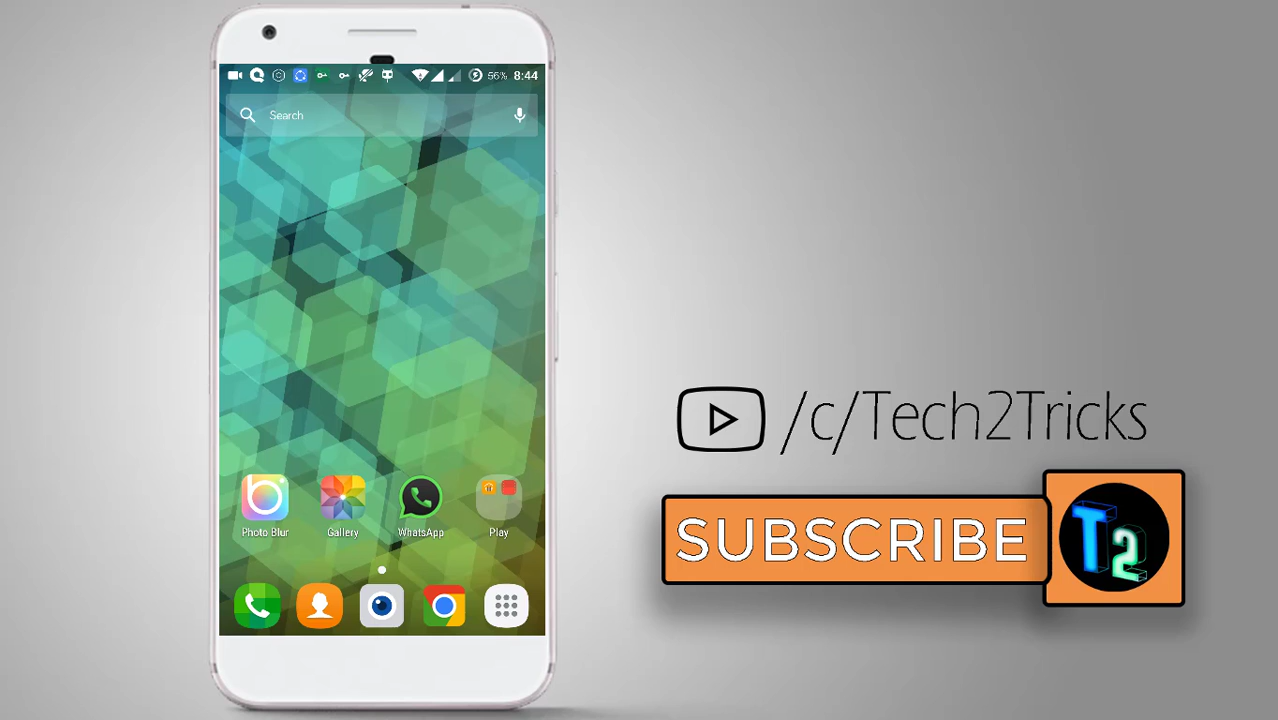 56% 8:44
Search
Photo Blur Gallery WhatsApp Play
/c/Tech2Tricks
SUBSCRIBE
T2